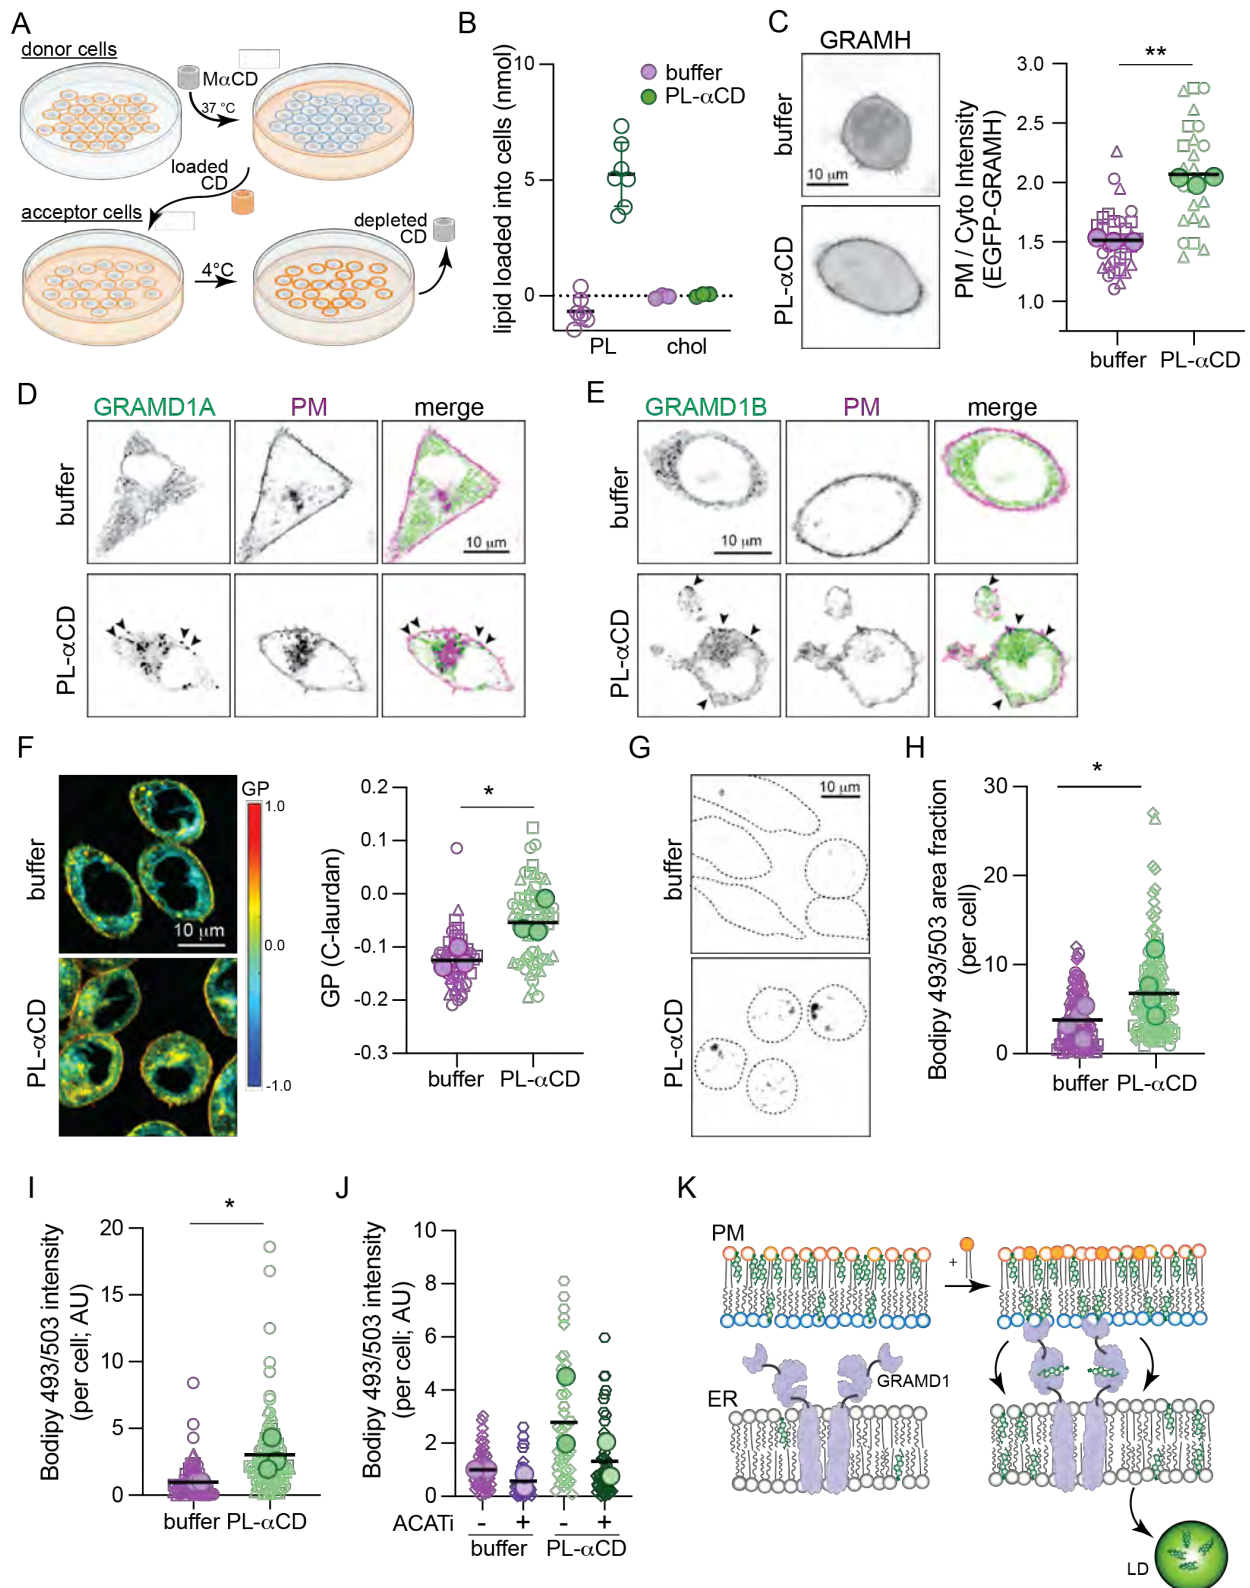 A
donor cells
MαCD
37 °C
loaded
CD
acceptor cells
4°C
depleted
CD
B
lipid loaded into cells (nmol)
10
5
0
PL
chol
buffer
PL-αCD
C
GRAMH
buffer
10 μm
PL-αCD
PM / Cyto Intensity
(EGFP-GRAMH)
**
3.0
2.5
2.0
1.5
1.0
buffer PL-αCD
D
GRAMD1A PM merge
buffer
10 μm
PL-αCD
E
GRAMD1B PM merge
buffer
10 μm
PL-αCD
F
buffer
10 μm
PL-αCD
GP
1.0
0.0
-1.0
GP (C-laurdan)
*
0.2
0.1
0.0
-0.1
-0.2
-0.3
buffer PL-αCD
G
buffer
10 μm
PL-αCD
H
Bodipy 493/503 area fraction
(per cell)
*
30
20
10
0
buffer PL-αCD
I
Bodipy 493/503 intensity
(per cell; AU)
*
20
15
10
5
0
buffer PL-αCD
J
Bodipy 493/503 intensity
(per cell; AU)
10
8
6
4
2
0
ACATi - + - +
buffer PL-αCD
K
PM
+
GRAMD1
ER
LD